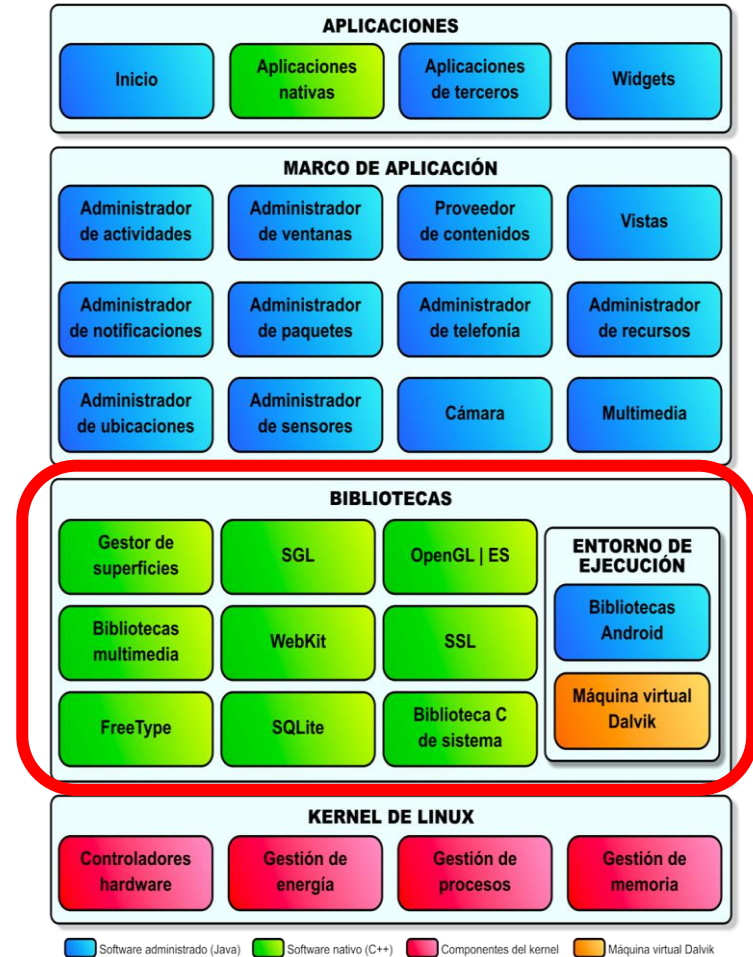 APLICACIONES
Inicio
Aplicaciones
nativas
Aplicaciones
de terceros
Widgets
MARCO DE APLICACIÓN
Administrador
de actividades
Administrador
de ventanas
Proveedor
de contenidos
Vistas
Administrador
de notificaciones
Administrador
de paquetes
Administrador
de telefonía
Administrador
de recursos
Administrador
de ubicaciones
Administrador
de sensores
Cámara
Multimedia
BIBLIOTECAS
Gestor de
superficies
SGL
OpenGL | ES
Bibliotecas
multimedia
WebKit
SSL
FreeType
SQLite
Biblioteca C
de sistema
ENTORNO DE
EJECUCIÓN
Bibliotecas
Android
Máquina virtual
Dalvik
KERNEL DE LINUX
Controladores
hardware
Gestión de
energía
Gestión de
procesos
Gestión de
memoria
Software administrado (Java)
Software nativo (C++)
Componentes del kernel
Máquina virtual Dalvik